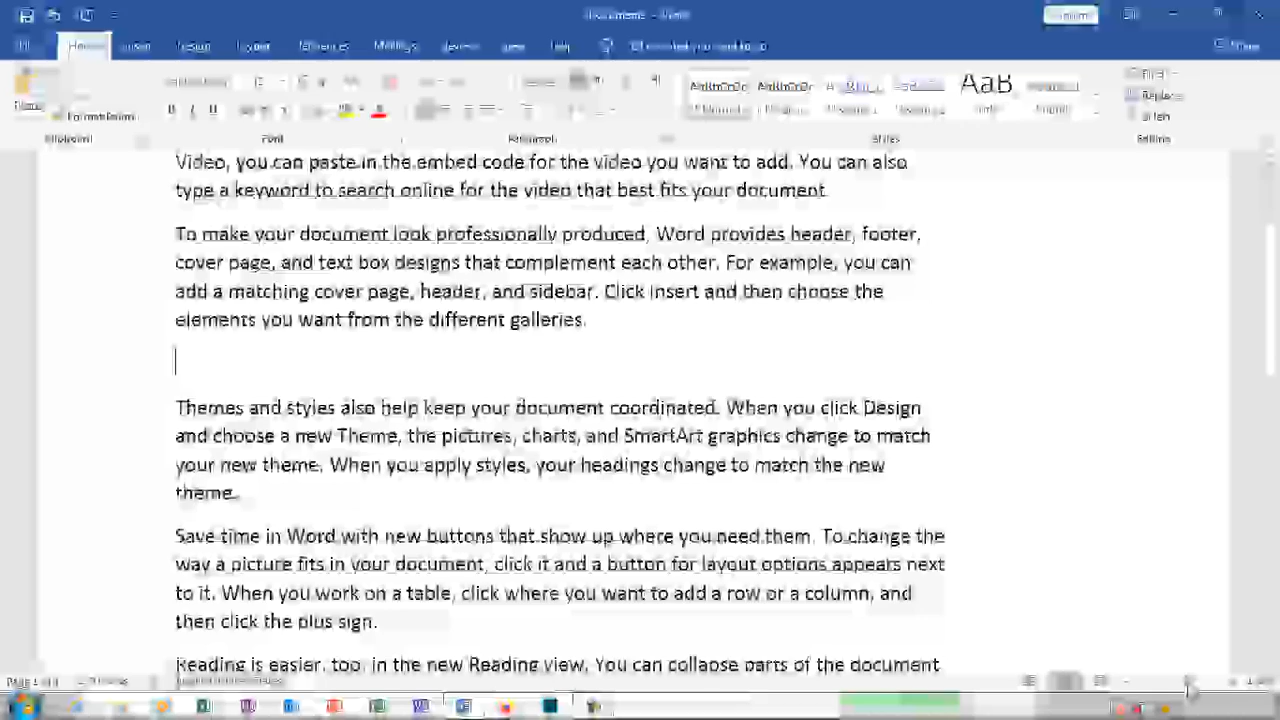 Home
Replace
Font
Paragraph
Styles
Editing
AaB
Video, you can paste in the embed code for the video you want to add. You can also
type a keyword to search online for the video that best fits your document.
To make your document look professionally produced, Word provides header, footer,
cover page, and text box designs that complement each other. For example, you can
add a matching cover page, header, and sidebar. Click Insert and then choose the
elements you want from the different galleries.
Themes and styles also help keep your document coordinated. When you click Design
and choose a new Theme, the pictures, charts, and SmartArt graphics change to match
your new theme. When you apply styles, your headings change to match the new
theme.
Save time in Word with new buttons that show up where you need them. To change the
way a picture fits in your document, click it and a button for layout options appears next
to it. When you work on a table, click where you want to add a row or a column, and
then click the plus sign.
Reading is easier, too, in the new Reading view. You can collapse parts of the document